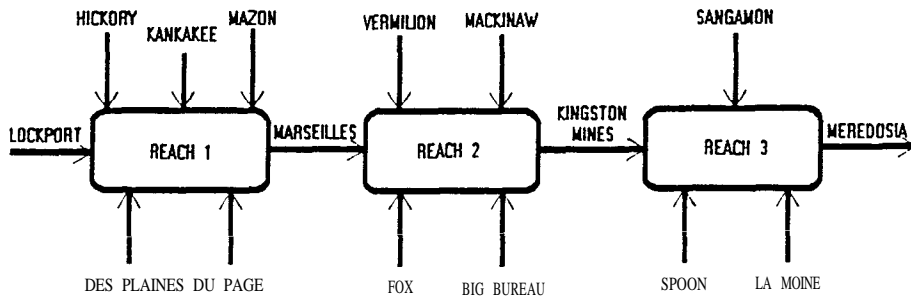 HICKORY
KANKAKEE
MAZON
VERMILION
MACKINAW
SANGAMON
LOCKPORT
REACH 1
MARSEILLES
REACH 2
KINGSTON
MINES
REACH 3
MEREDOSIA
DES PLAINES
DU PAGE
FOX
BIG BUREAU
SPOON
LA MOINE